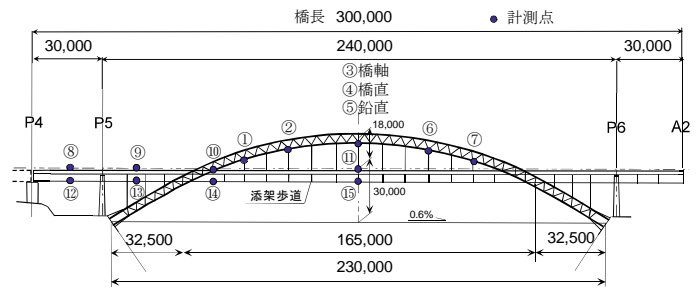 橋長 300,000
● 計測点
30,000
240,000
30,000
③橋軸
④橋直
⑤鉛直
P4
P5
P6
A2
18,000
①
②
⑥
⑦
⑧
⑨
⑩
⑪
⑫
⑬
⑭
⑮
添架歩道
30,000
0.6%
32,500
165,000
32,500
230,000